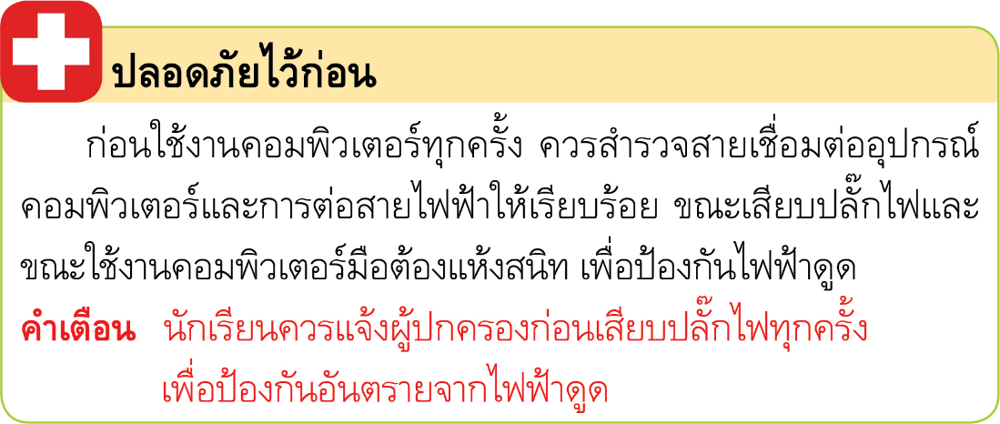 ปลอดภัยไว้ก่อน
ก่อนใช้งานคอมพิวเตอร์ทุกครั้ง ควรสำรวจสายเชื่อมต่ออุปกรณ์
คอมพิวเตอร์และการต่อสายไฟฟ้าให้เรียบร้อย ขณะเสียบปลั๊กไฟและ
ขณะใช้งานคอมพิวเตอร์มือต้องแห้งสนิท เพื่อป้องกันไฟฟ้าดูด
คำเตือน นักเรียนควรแจ้งผู้ปกครองก่อนเสียบปลั๊กไฟทุกครั้ง
เพื่อป้องกันอันตรายจากไฟฟ้าดูด